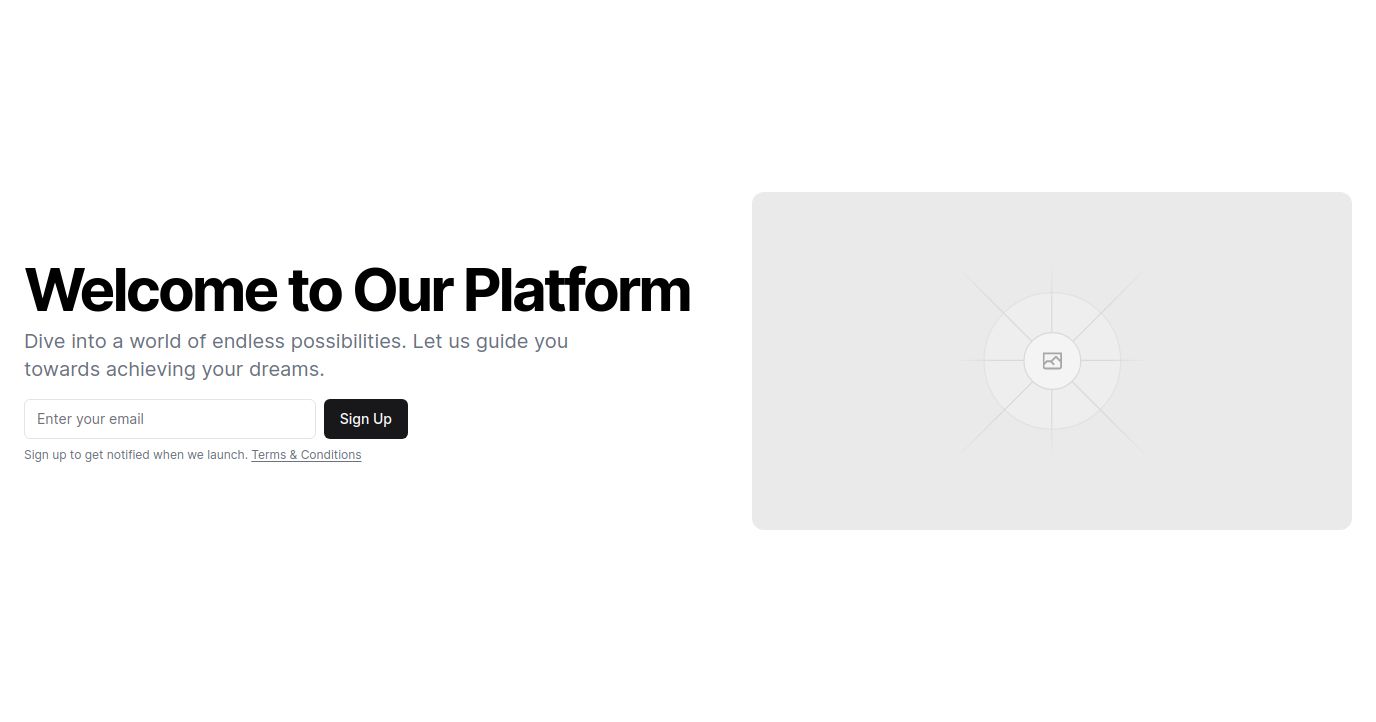 Welcome to Our Platform
Dive into a world of endless possibilities. Let us guide you
towards achieving your dreams.
Enter your email
Sign Up
Sign up to get notified when we launch. Terms & Conditions